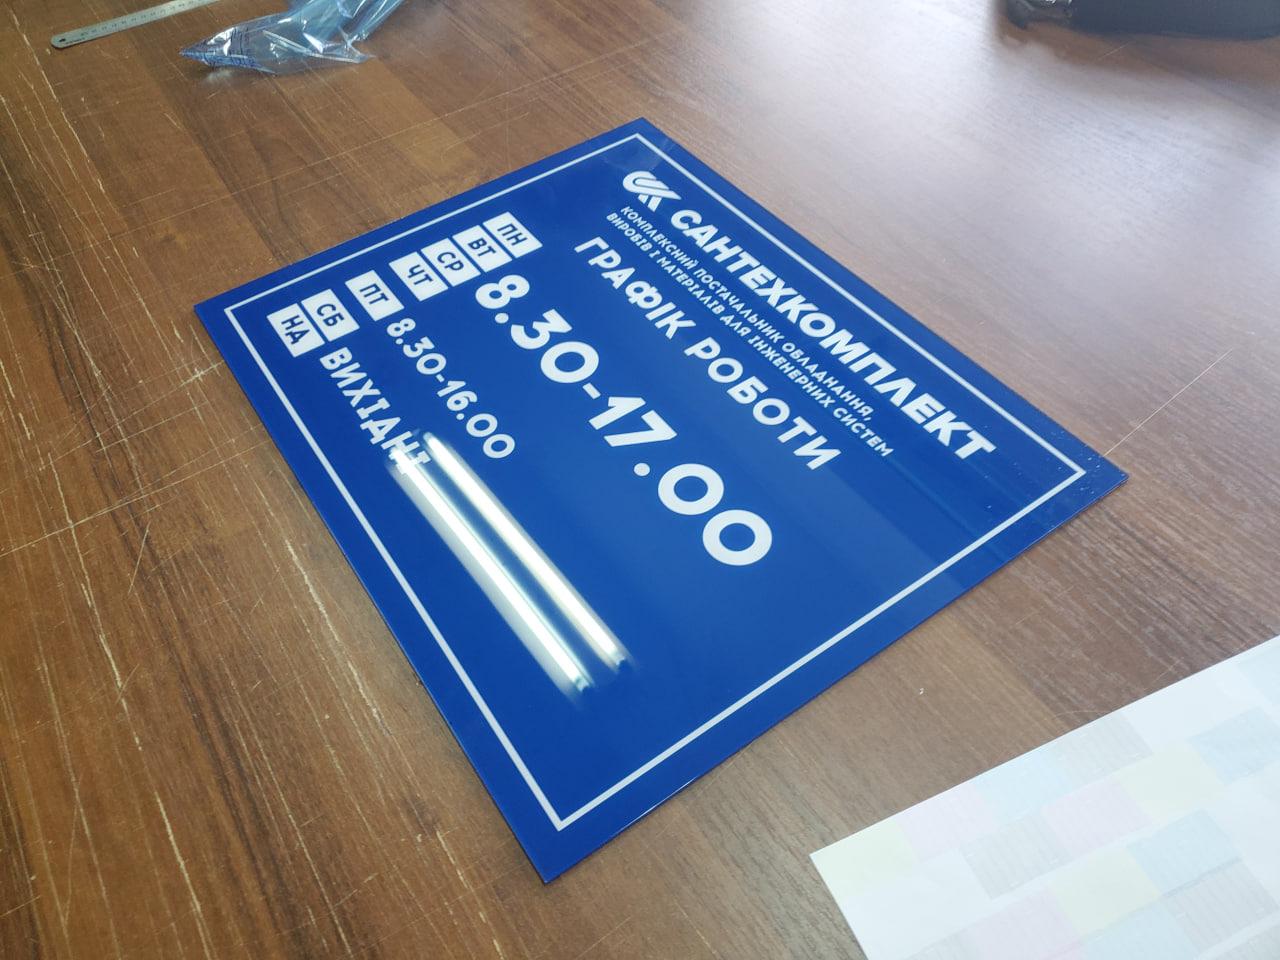 САНТЕХКОМПЛЕКТ
КОМПЛЕКСНИЙ ПОСТАЧАЛЬНИК ОБЛАДНАННЯ,
ВИРОБІВ І МАТЕРІАЛІВ ДЛЯ ІНЖЕНЕРНИХ СИСТЕМ
ГРАФІК РОБОТИ
ПН ВТ СР ЧТ
8.30-17.00
ПТ 8.30-16.00
СБ НД ВИХІДНІ